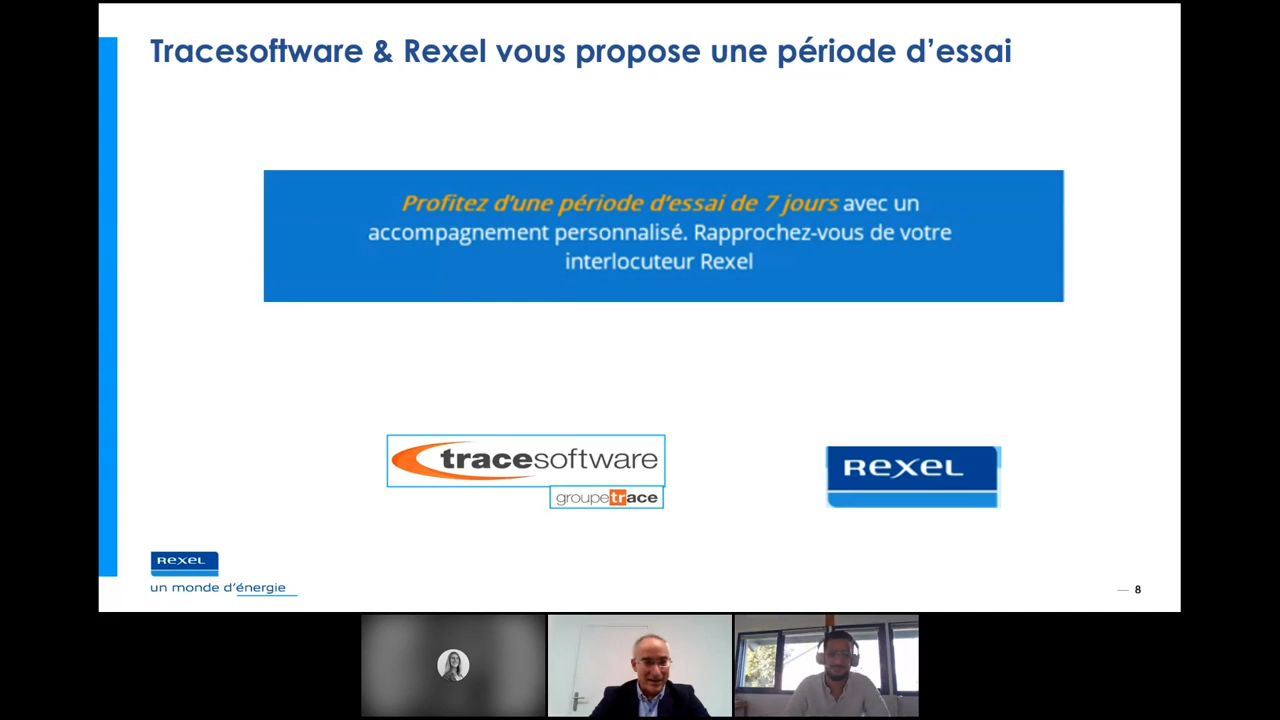 Tracesoftware & Rexel vous propose une période d’essai
Profitez d’une période d’essai de 7 jours avec un
accompagnement personnalisé. Rapprochez-vous de votre
interlocuteur Rexel
tracesoftware
groupetrace
REXEL
REXEL
un monde d’énergie
8